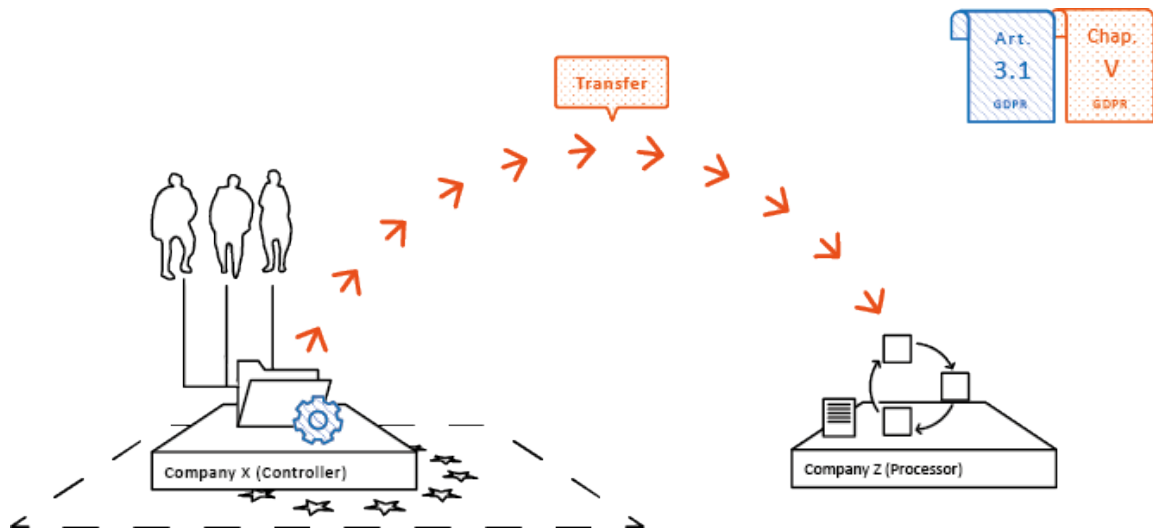 Art.
3.1
GDPR
Chap.
V
GDPR
Transfer
Company X (Controller)
Company Z (Processor)